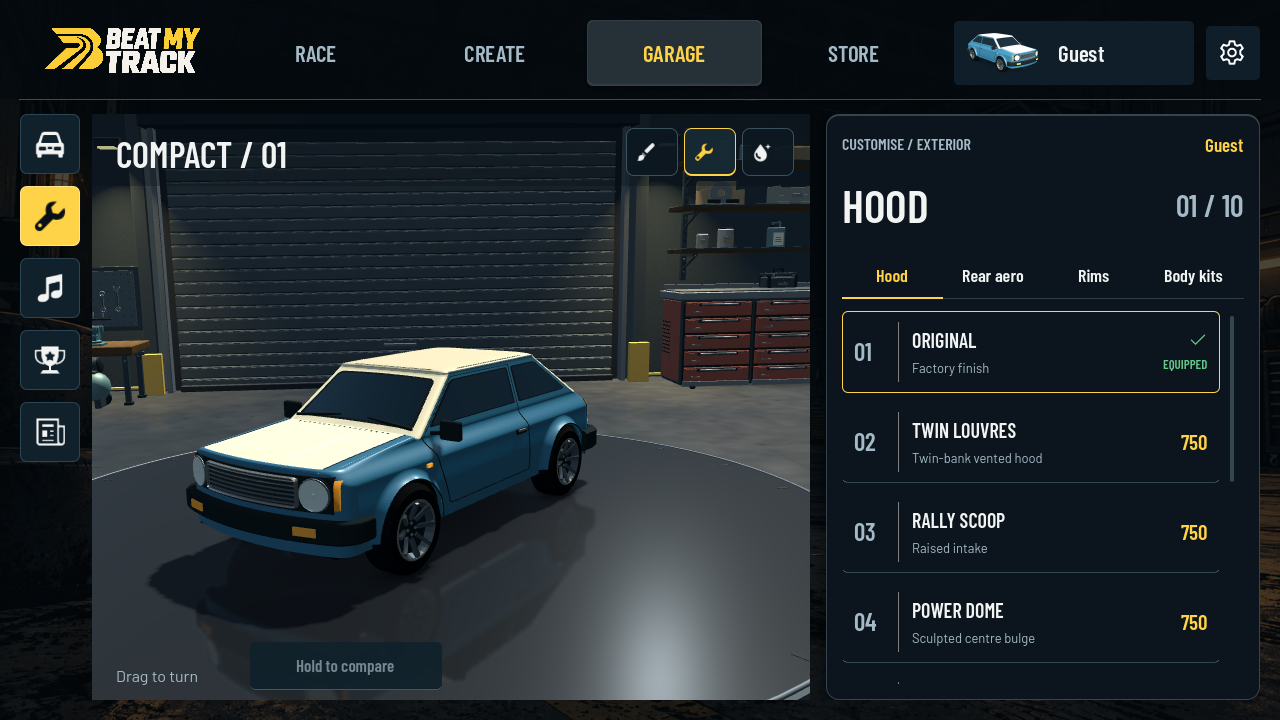 BEAT MY
TRACK
RACE
CREATE
GARAGE
STORE
Guest
COMPACT / 01
Drag to turn
Hold to compare
CUSTOMISE / EXTERIOR
Guest
HOOD
01 / 10
Hood
Rear aero
Rims
Body kits
01
ORIGINAL
Factory finish
EQUIPPED
02
TWIN LOUVRES
Twin-bank vented hood
750
03
RALLY SCOOP
Raised intake
750
04
POWER DOME
Sculpted centre bulge
750